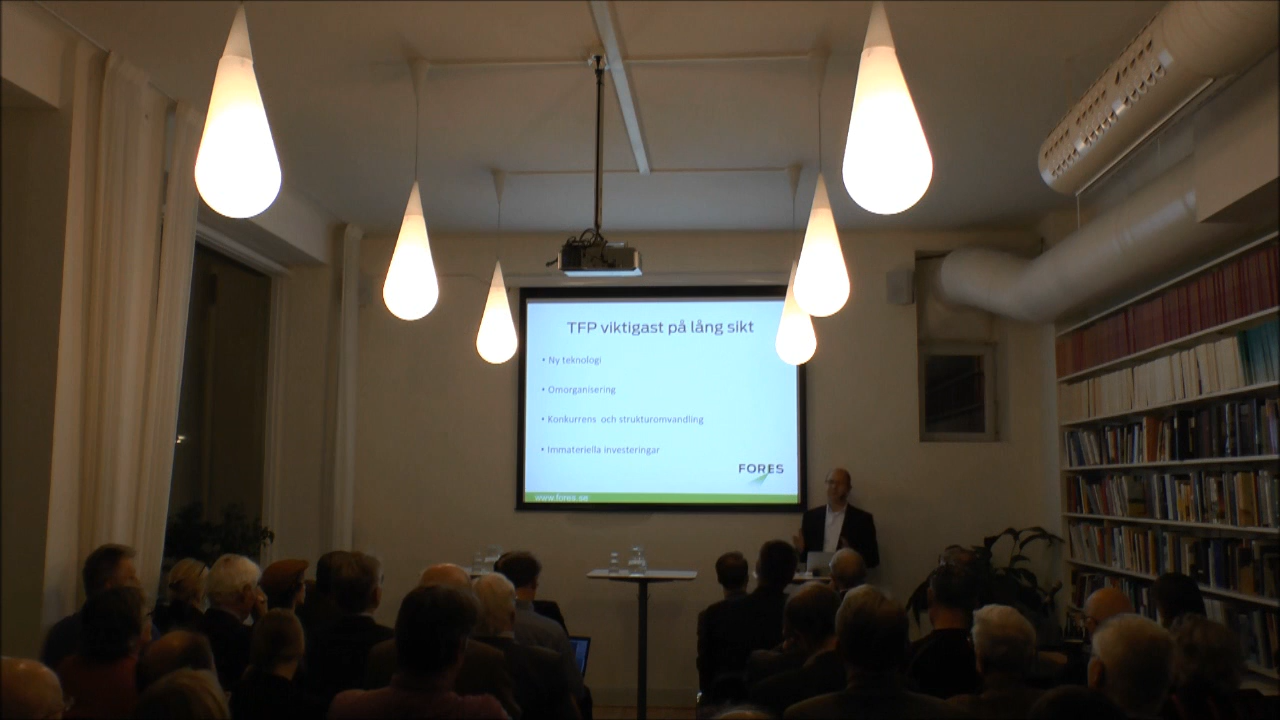 TFP viktigast på lång sikt
• Ny teknologi
• Omorganisering
• Konkurrens och strukturomvandling
• Immateriella investeringar
FORES
www.fores.se